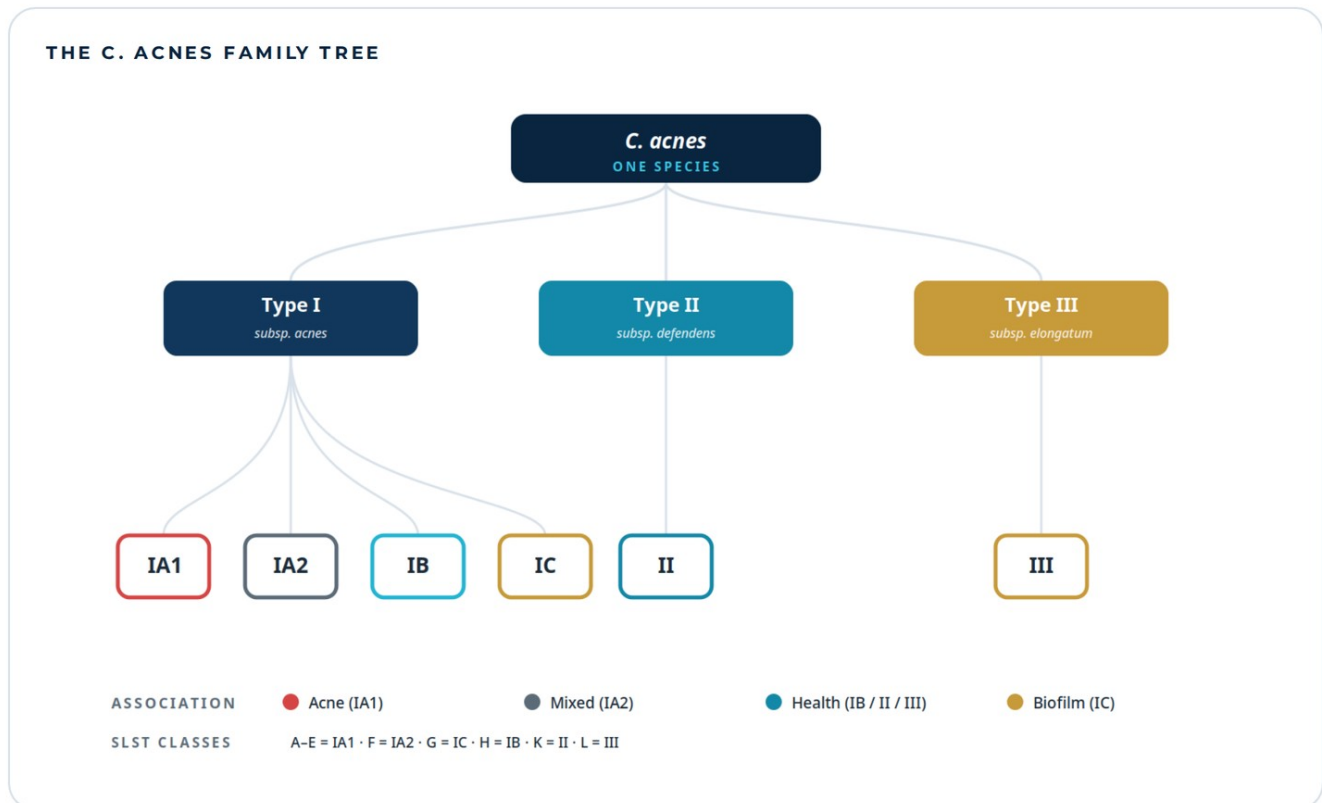 THE C. ACNES FAMILY TREE
C. acnes
ONE SPECIES
Type I
subsp. acnes
Type II
subsp. defendens
Type III
subsp. elongatum
IA1
IA2
IB
IC
II
III
ASSOCIATION
Acne (IA1)
Mixed (IA2)
Health (IB / II / III)
Biofilm (IC)
SLST CLASSES
A–E = IA1 · F = IA2 · G = IC · H = IB · K = II · L = III